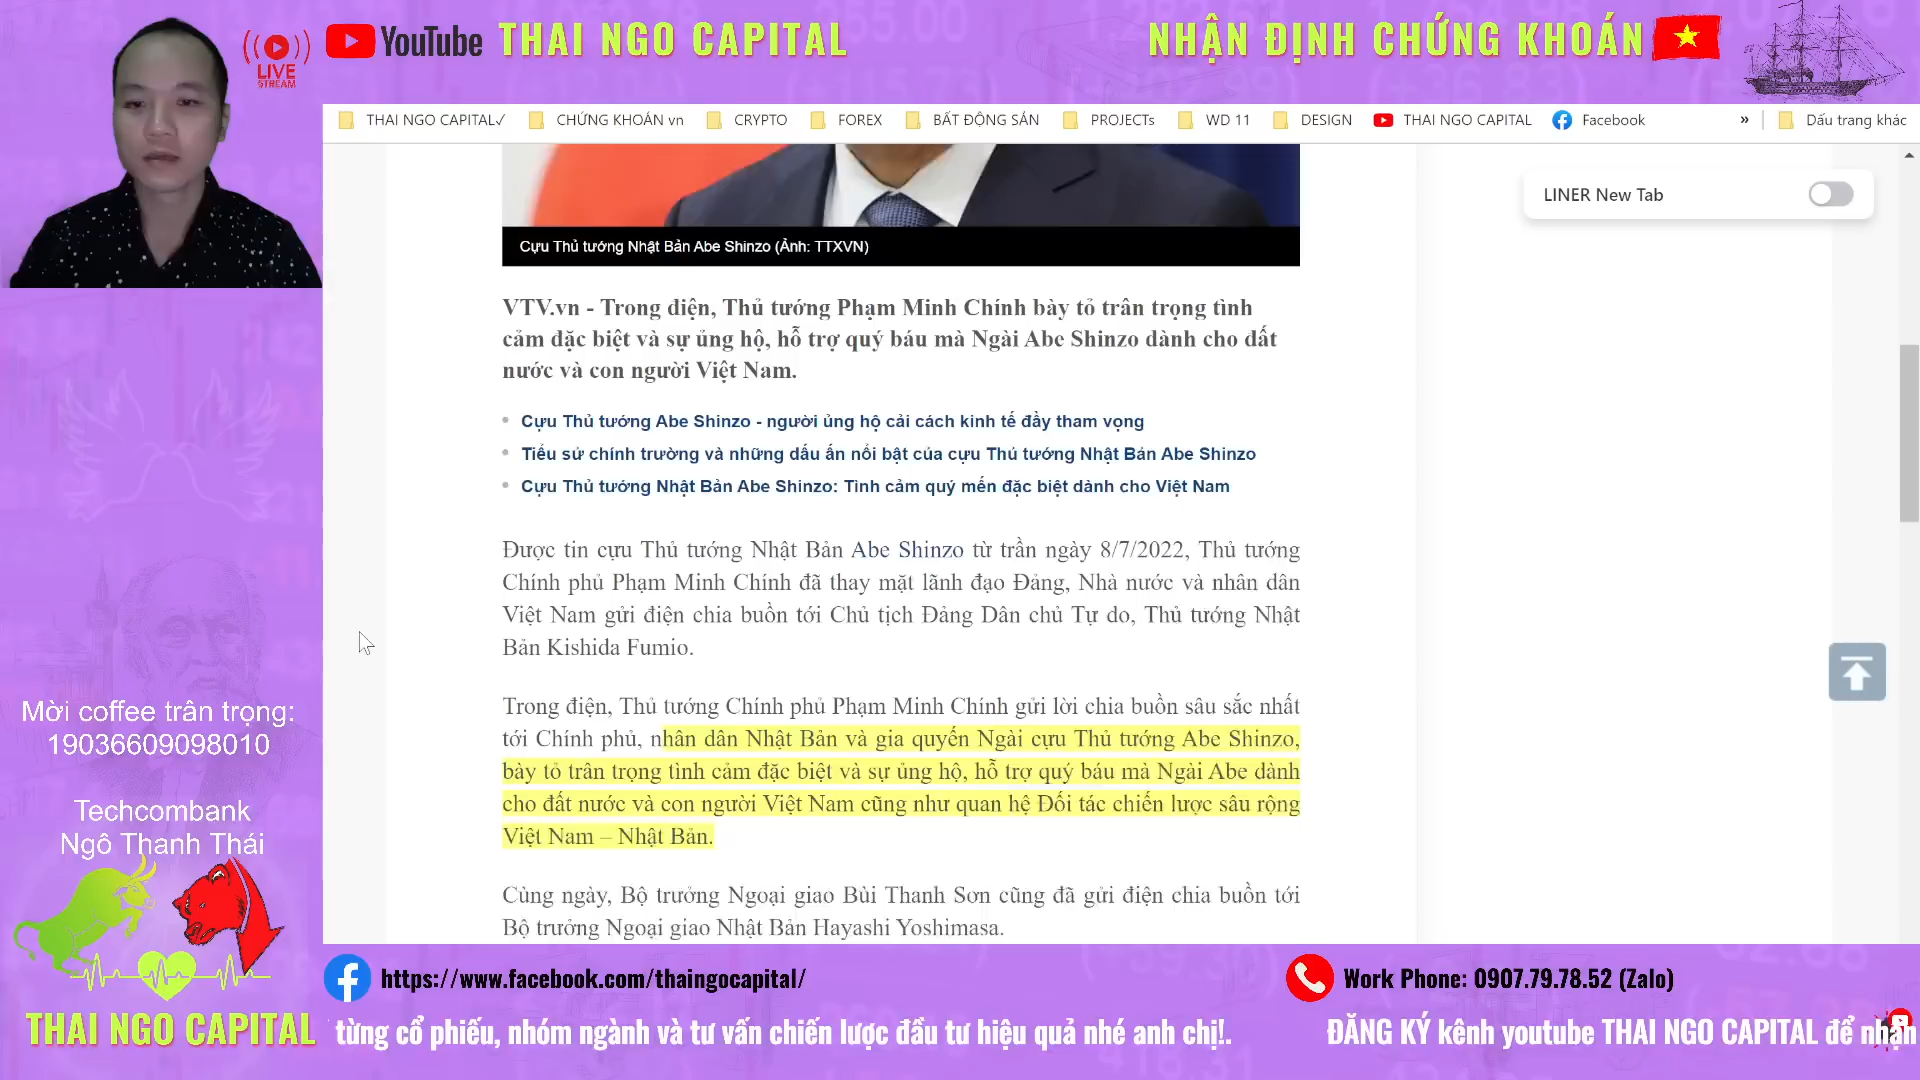 LIVE
STREAM
YouTube THAI NGO CAPITAL
NHẬN ĐỊNH CHỨNG KHOÁN
THAI NGO CAPITAL✓ CHỨNG KHOÁN vn CRYPTO FOREX BẤT ĐỘNG SẢN PROJECTs WD 11 DESIGN THAI NGO CAPITAL Facebook » Dấu trang khác
LINER New Tab
Cựu Thủ tướng Nhật Bản Abe Shinzo (Ảnh: TTXVN)
VTV.vn - Trong điện, Thủ tướng Phạm Minh Chính bày tỏ trân trọng tình
cảm đặc biệt và sự ủng hộ, hỗ trợ quý báu mà Ngài Abe Shinzo dành cho đất
nước và con người Việt Nam.
Cựu Thủ tướng Abe Shinzo - người ủng hộ cải cách kinh tế đầy tham vọng
Tiểu sử chính trường và những dấu ấn nổi bật của cựu Thủ tướng Nhật Bản Abe Shinzo
Cựu Thủ tướng Nhật Bản Abe Shinzo: Tình cảm quý mến đặc biệt dành cho Việt Nam
Được tin cựu Thủ tướng Nhật Bản Abe Shinzo từ trần ngày 8/7/2022, Thủ tướng
Chính phủ Phạm Minh Chính đã thay mặt lãnh đạo Đảng, Nhà nước và nhân dân
Việt Nam gửi điện chia buồn tới Chủ tịch Đảng Dân chủ Tự do, Thủ tướng Nhật
Bản Kishida Fumio.
Trong điện, Thủ tướng Chính phủ Phạm Minh Chính gửi lời chia buồn sâu sắc nhất
tới Chính phủ, nhân dân Nhật Bản và gia quyến Ngài cựu Thủ tướng Abe Shinzo,
bày tỏ trân trọng tình cảm đặc biệt và sự ủng hộ, hỗ trợ quý báu mà Ngài Abe dành
cho đất nước và con người Việt Nam cũng như quan hệ Đối tác chiến lược sâu rộng
Việt Nam – Nhật Bản.
Cùng ngày, Bộ trưởng Ngoại giao Bùi Thanh Sơn cũng đã gửi điện chia buồn tới
Bộ trưởng Ngoại giao Nhật Bản Hayashi Yoshimasa.
Mời coffee trân trọng:
19036609098010
Techcombank
Ngô Thanh Thái
THAI NGO CAPITAL
https://www.facebook.com/thaingocapital/
Work Phone: 0907.79.78.52 (Zalo)
từng cổ phiếu, nhóm ngành và tư vấn chiến lược đầu tư hiệu quả nhé anh chị!. ĐĂNG KÝ kênh youtube THAI NGO CAPITAL để nhận